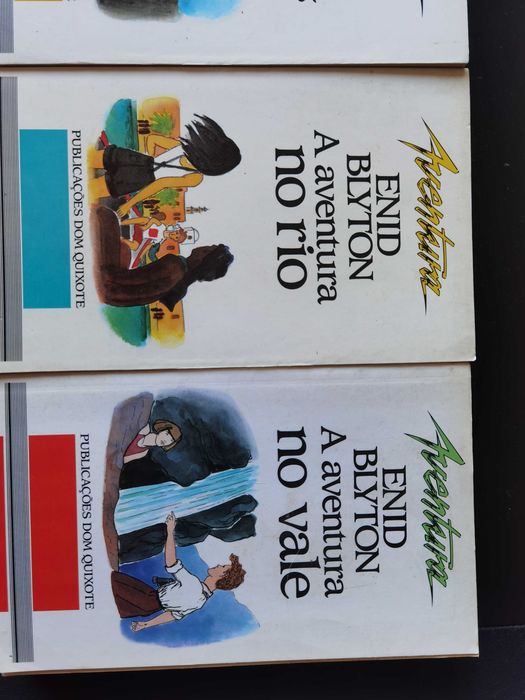 Aventura
ENID
BLYTON
A aventura
no rio
PUBLICAÇÕES DOM QUIXOTE
Aventura
ENID
BLYTON
A aventura
no vale
PUBLICAÇÕES DOM QUIXOTE